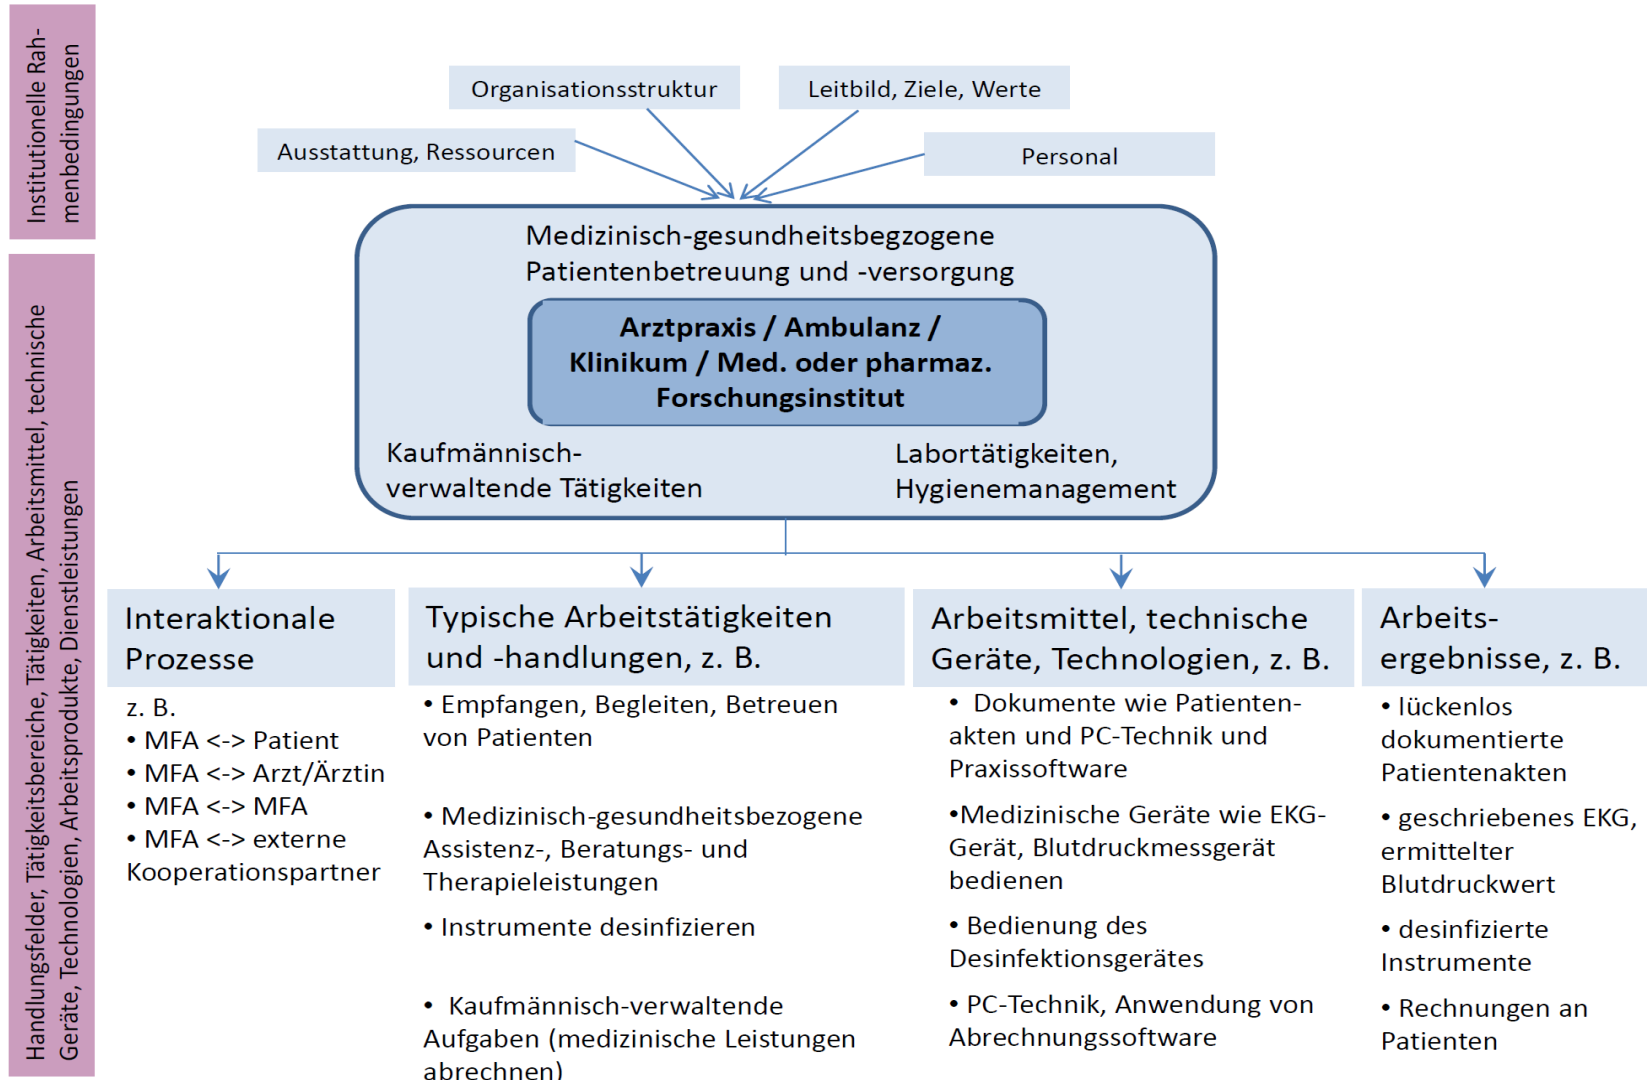 Institutionelle Rah-
menbedingungen
Organisationsstruktur
Leitbild, Ziele, Werte
Ausstattung, Ressourcen
Personal
Handlungsfelder, Tätigkeitsbereiche, Tätigkeiten, Arbeitsmittel, technische
Geräte, Technologien, Arbeitsprodukte, Dienstleistungen
Medizinisch-gesundheitsbegzogene
Patientenbetreuung und -versorgung
Arztpraxis / Ambulanz /
Klinikum / Med. oder pharmaz.
Forschungsinstitut
Kaufmännisch-
verwaltende Tätigkeiten
Labortätigkeiten,
Hygienemanagement
Interaktionale
Prozesse
z. B.
• MFA <-> Patient
• MFA <-> Arzt/Ärztin
• MFA <-> MFA
• MFA <-> externe
Kooperationspartner
Typische Arbeitstätigkeiten
und -handlungen, z. B.
• Empfangen, Begleiten, Betreuen
von Patienten
• Medizinisch-gesundheitsbezogene
Assistenz-, Beratungs- und
Therapieleistungen
• Instrumente desinfizieren
• Kaufmännisch-verwaltende
Aufgaben (medizinische Leistungen
abrechnen)
Arbeitsmittel, technische
Geräte, Technologien, z. B.
• Dokumente wie Patienten-
akten und PC-Technik und
Praxissoftware
•Medizinische Geräte wie EKG-
Gerät, Blutdruckmessgerät
bedienen
• Bedienung des
Desinfektionsgerätes
• PC-Technik, Anwendung von
Abrechnungssoftware
Arbeits-
ergebnisse, z. B.
• lückenlos
dokumentierte
Patientenakten
• geschriebenes EKG,
ermittelter
Blutdruckwert
• desinfizierte
Instrumente
• Rechnungen an
Patienten